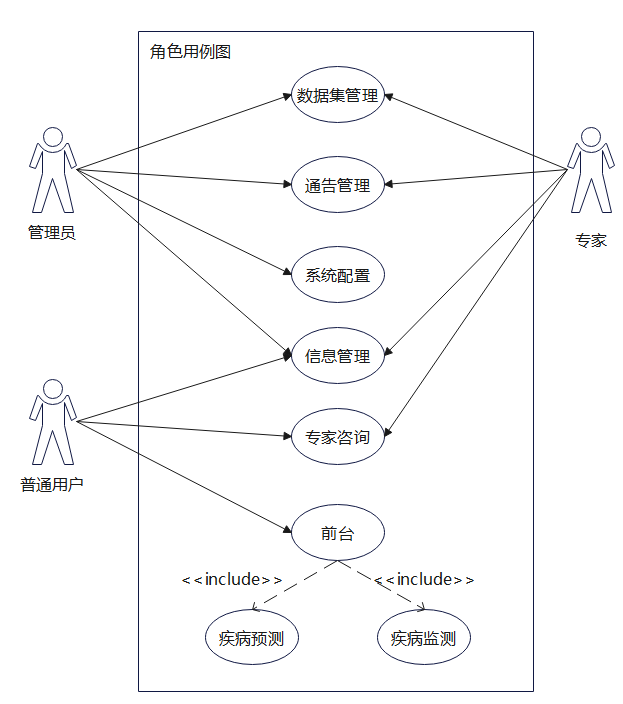 角色用例图
数据集管理
通告管理
管理员
专家
系统配置
信息管理
专家咨询
普通用户
前台
<<include>>
<<include>>
疾病预测
疾病监测